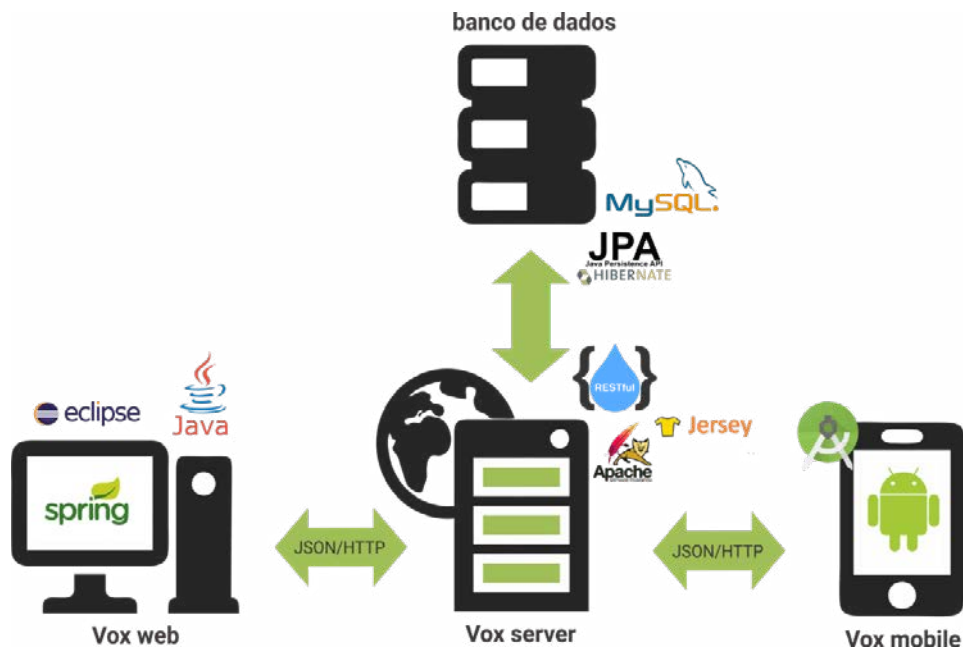 banco de dados
MySQL.
JPA
Java Persistence API
HIBERNATE
{RESTful}
eclipse
Java
Jersey
Apache
spring
JSON/HTTP
JSON/HTTP
Vox web
Vox server
Vox mobile